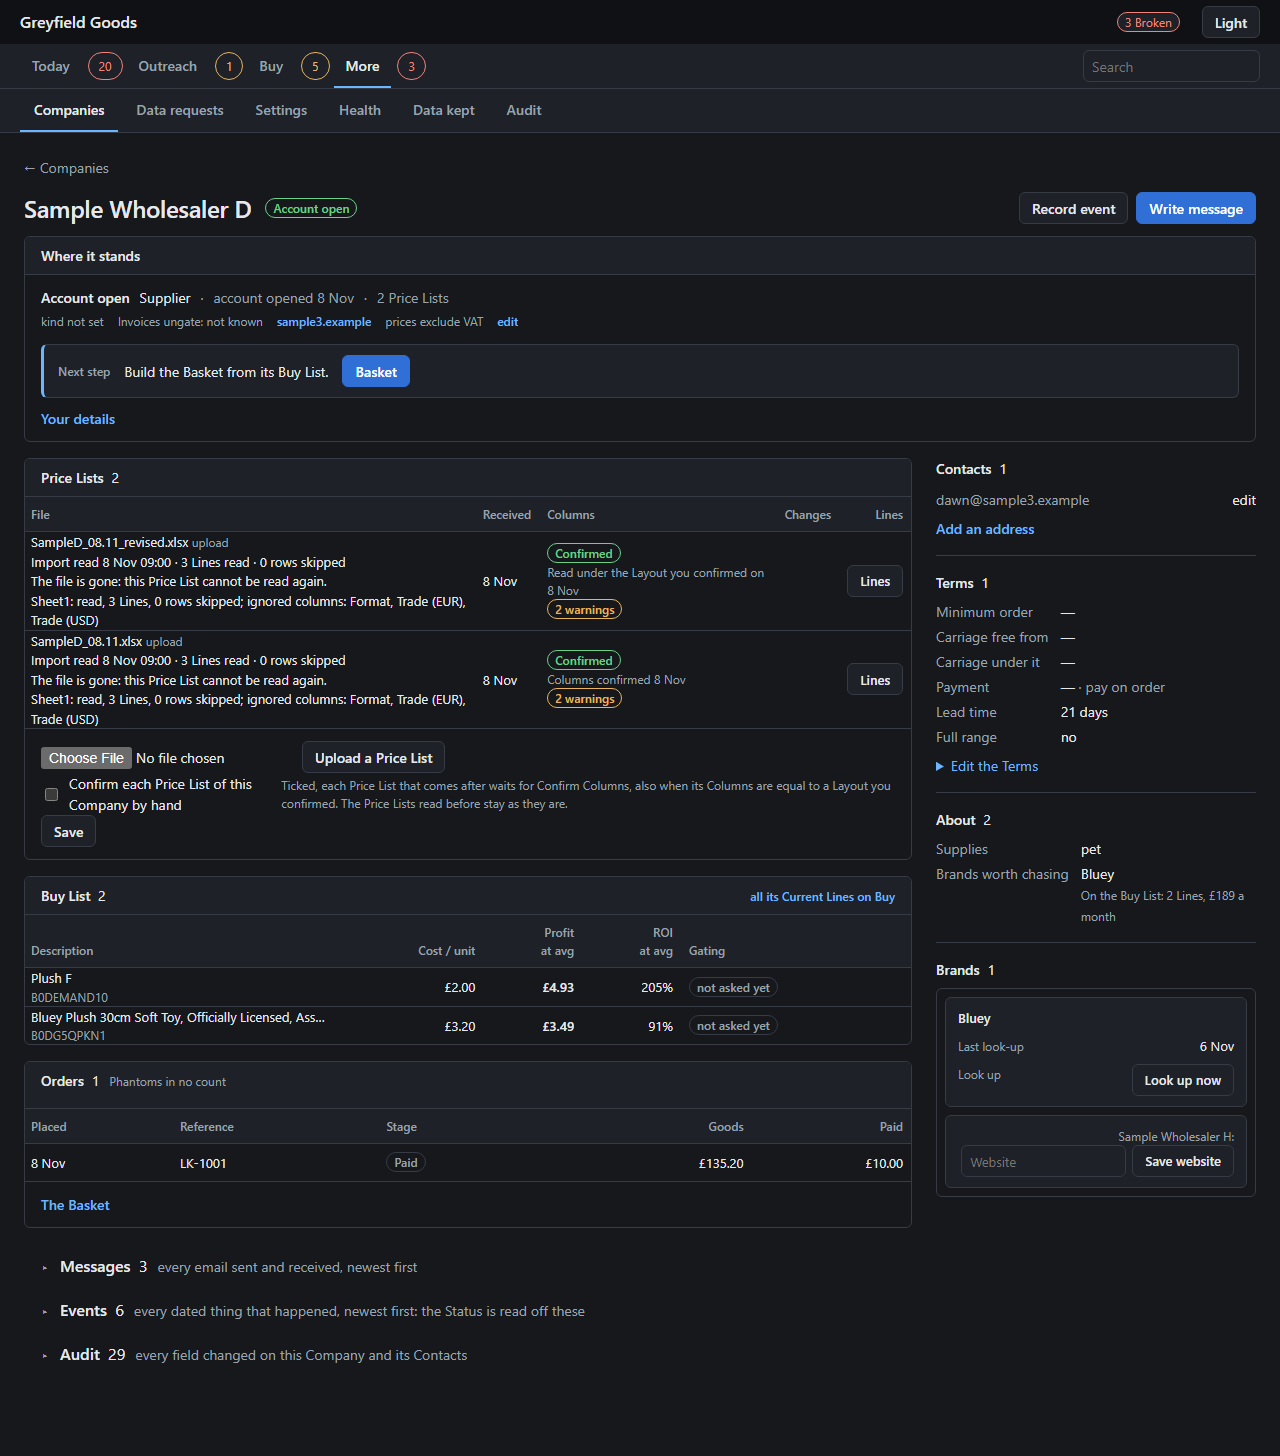 Greyfield Goods
3 Broken
Light
Today 20 Outreach 1 Buy 5 More 3
Search
Companies Data requests Settings Health Data kept Audit
← Companies
Sample Wholesaler D Account open
Record event Write message
Where it stands
Account open Supplier · account opened 8 Nov · 2 Price Lists
kind not set Invoices ungate: not known sample3.example prices exclude VAT edit
Next step Build the Basket from its Buy List. Basket
Your details
Price Lists 2
File Received Columns Changes Lines
SampleD_08.11_revised.xlsx upload
Import read 8 Nov 09:00 · 3 Lines read · 0 rows skipped
The file is gone: this Price List cannot be read again.
Sheet1: read, 3 Lines, 0 rows skipped; ignored columns: Format, Trade (EUR),
Trade (USD)
8 Nov
Confirmed
Read under the Layout you confirmed on
8 Nov
2 warnings
Lines
SampleD_08.11.xlsx upload
Import read 8 Nov 09:00 · 3 Lines read · 0 rows skipped
The file is gone: this Price List cannot be read again.
Sheet1: read, 3 Lines, 0 rows skipped; ignored columns: Format, Trade (EUR),
Trade (USD)
8 Nov
Confirmed
Columns confirmed 8 Nov
2 warnings
Lines
Choose File No file chosen
Upload a Price List
Confirm each Price List of this
Company by hand
Ticked, each Price List that comes after waits for Confirm Columns, also when its Columns are equal to a Layout you
confirmed. The Price Lists read before stay as they are.
Save
Buy List 2
all its Current Lines on Buy
Description Cost / unit Profit at avg ROI at avg Gating
Plush F
B0DEMAND10
£2.00 £4.93 205% not asked yet
Bluey Plush 30cm Soft Toy, Officially Licensed, Ass...
B0DG5QPKN1
£3.20 £3.49 91% not asked yet
Orders 1 Phantoms in no count
Placed Reference Stage Goods Paid
8 Nov LK-1001 Paid £135.20 £10.00
The Basket
Contacts 1
dawn@sample3.example edit
Add an address
Terms 1
Minimum order —
Carriage free from —
Carriage under it —
Payment — · pay on order
Lead time 21 days
Full range no
▶ Edit the Terms
About 2
Supplies pet
Brands worth chasing Bluey
On the Buy List: 2 Lines, £189 a
month
Brands 1
Bluey
Last look-up 6 Nov
Look up Look up now
Sample Wholesaler H:
Website Save website
Messages 3 every email sent and received, newest first
Events 6 every dated thing that happened, newest first: the Status is read off these
Audit 29 every field changed on this Company and its Contacts